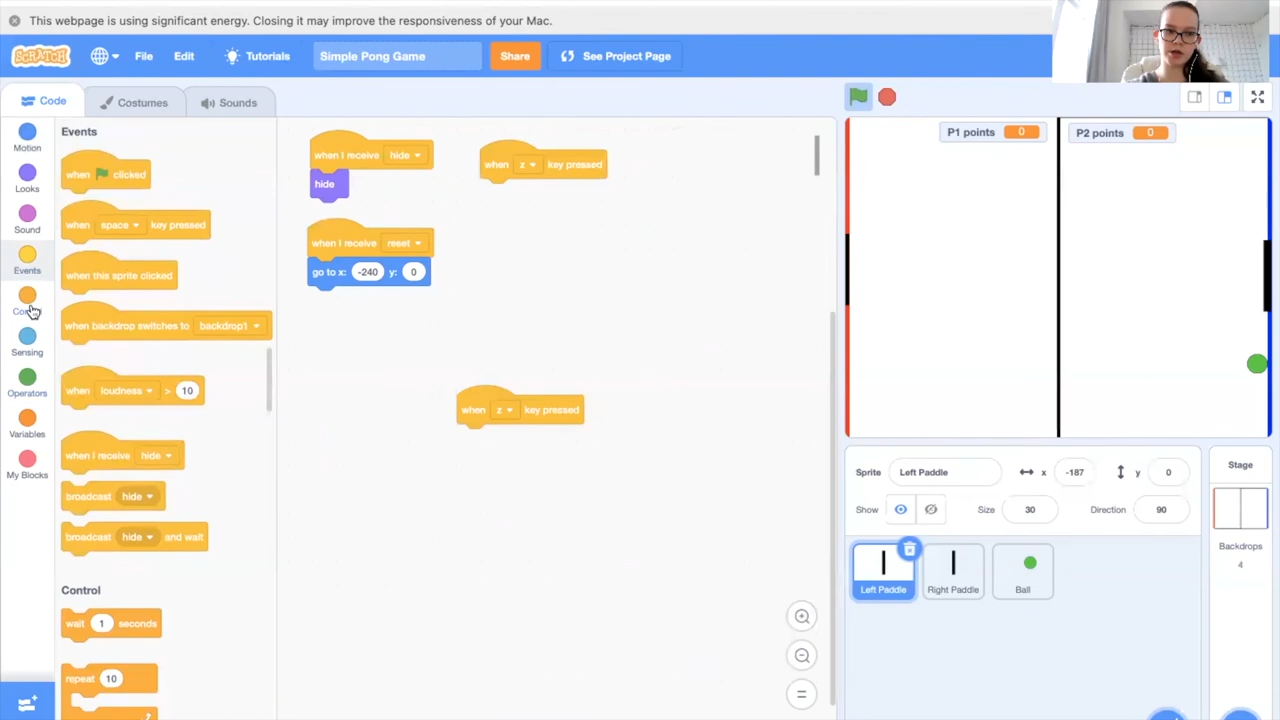 This webpage is using significant energy. Closing it may improve the responsiveness of your Mac.
SCRATCH
File
Edit
Tutorials
Simple Pong Game
Share
See Project Page
Code
Costumes
Sounds
Motion
Looks
Sound
Events
Sensing
Operators
Variables
My Blocks
Events
when clicked
when space key pressed
when this sprite clicked
when backdrop switches to backdrop1
when loudness > 10
when I receive hide
broadcast hide
broadcast hide and wait
Control
wait 1 seconds
repeat 10
when I receive hide
hide
when I receive reset
go to x: -240 y: 0
when z key pressed
when z key pressed
P1 points 0
P2 points 0
Sprite Left Paddle x -187 y 0
Show Size 30 Direction 90
Left Paddle
Right Paddle
Ball
Stage
Backdrops
4